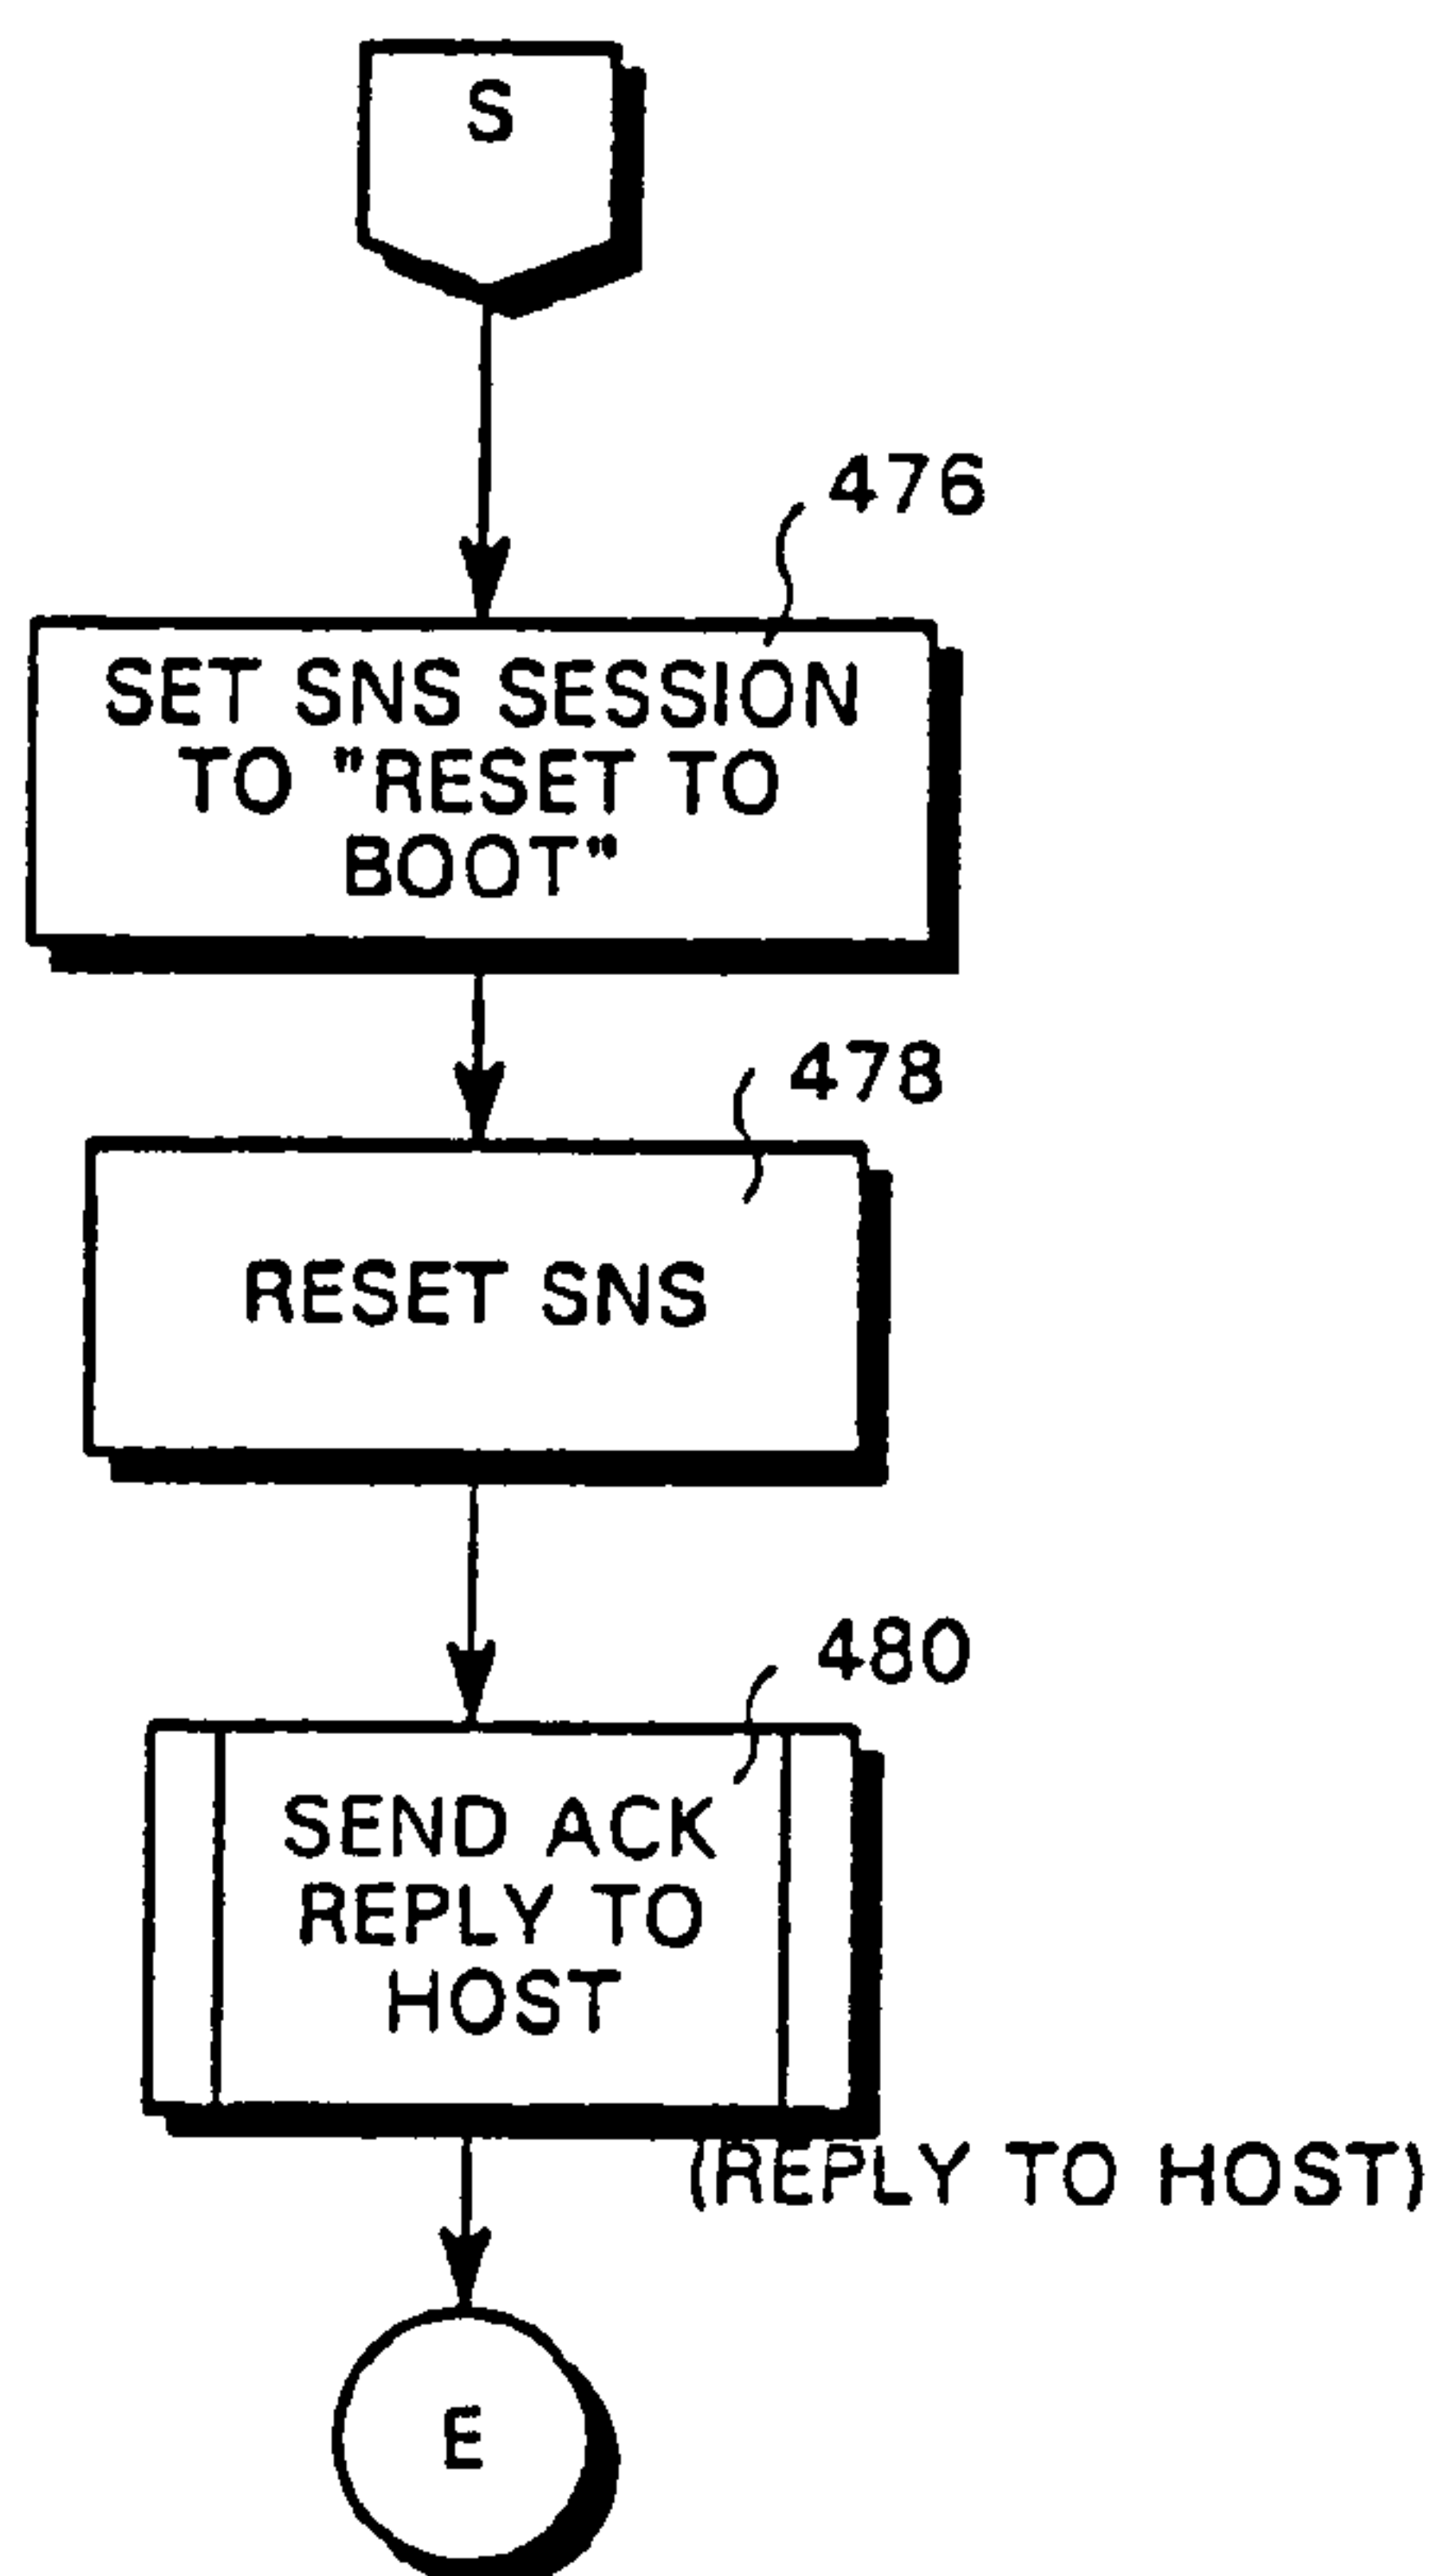 S
476
SET SNS SESSION
TO "RESET TO
BOOT"
478
RESET SNS
480
SEND ACK
REPLY TO
HOST
(REPLY TO HOST)
E